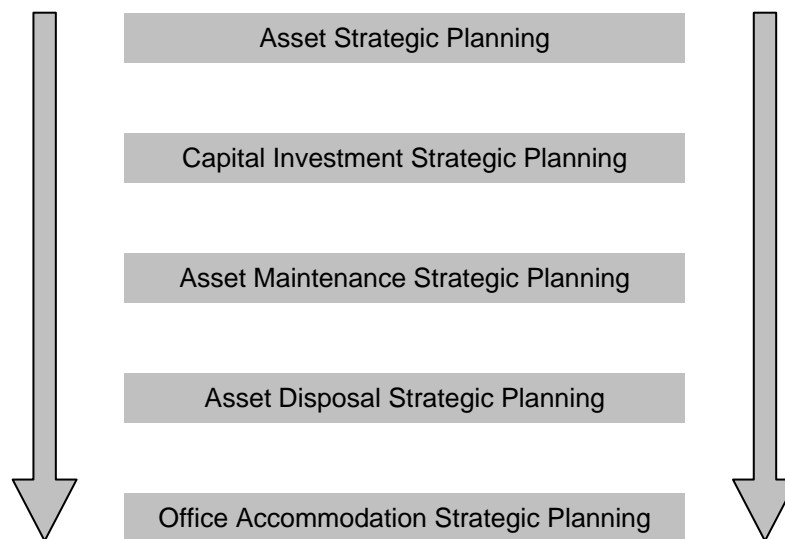 Asset Strategic Planning
Capital Investment Strategic Planning
Asset Maintenance Strategic Planning
Asset Disposal Strategic Planning
Office Accommodation Strategic Planning